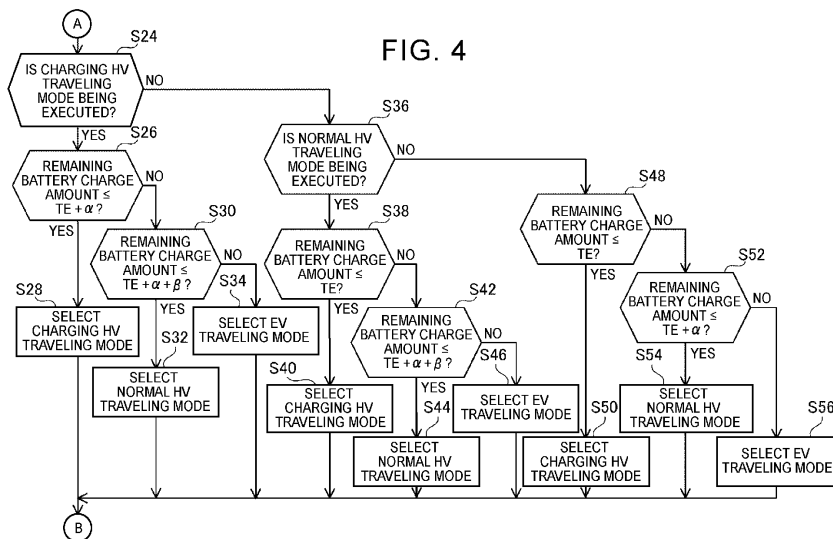 FIG. 4
A
S24
IS CHARGING HV
TRAVELING
MODE BEING
EXECUTED?
NO
YES
S26
REMAINING
BATTERY CHARGE
AMOUNT ≤
TE + α ?
NO
YES
S28
SELECT
CHARGING HV
TRAVELING MODE
S30
REMAINING
BATTERY CHARGE
AMOUNT ≤
TE + α + β ?
NO
YES
S32
SELECT
NORMAL HV
TRAVELING MODE
S34
SELECT EV
TRAVELING MODE
S36
IS NORMAL HV
TRAVELING
MODE BEING
EXECUTED?
NO
YES
S38
REMAINING
BATTERY CHARGE
AMOUNT ≤
TE?
NO
YES
S40
SELECT
CHARGING HV
TRAVELING MODE
S42
REMAINING
BATTERY CHARGE
AMOUNT ≤
TE + α + β ?
NO
YES
S44
SELECT
NORMAL HV
TRAVELING MODE
S46
SELECT EV
TRAVELING MODE
S48
REMAINING
BATTERY CHARGE
AMOUNT ≤
TE?
NO
YES
S50
SELECT
CHARGING HV
TRAVELING MODE
S52
REMAINING
BATTERY CHARGE
AMOUNT ≤
TE + α ?
NO
YES
S54
SELECT
NORMAL HV
TRAVELING MODE
S56
SELECT EV
TRAVELING MODE
B